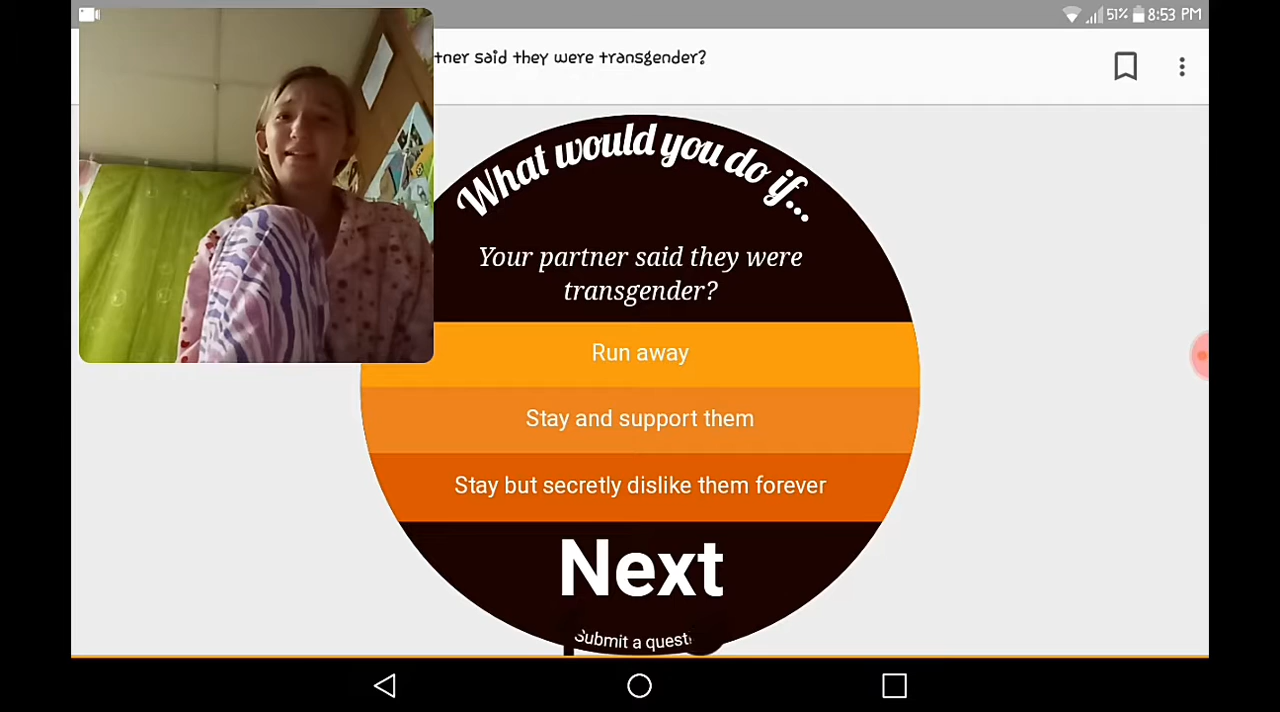 51% 8:53 PM
tner said they were transgender?
What would you do if...
Your partner said they were
transgender?
Run away
Stay and support them
Stay but secretly dislike them forever
Next
Submit a questi